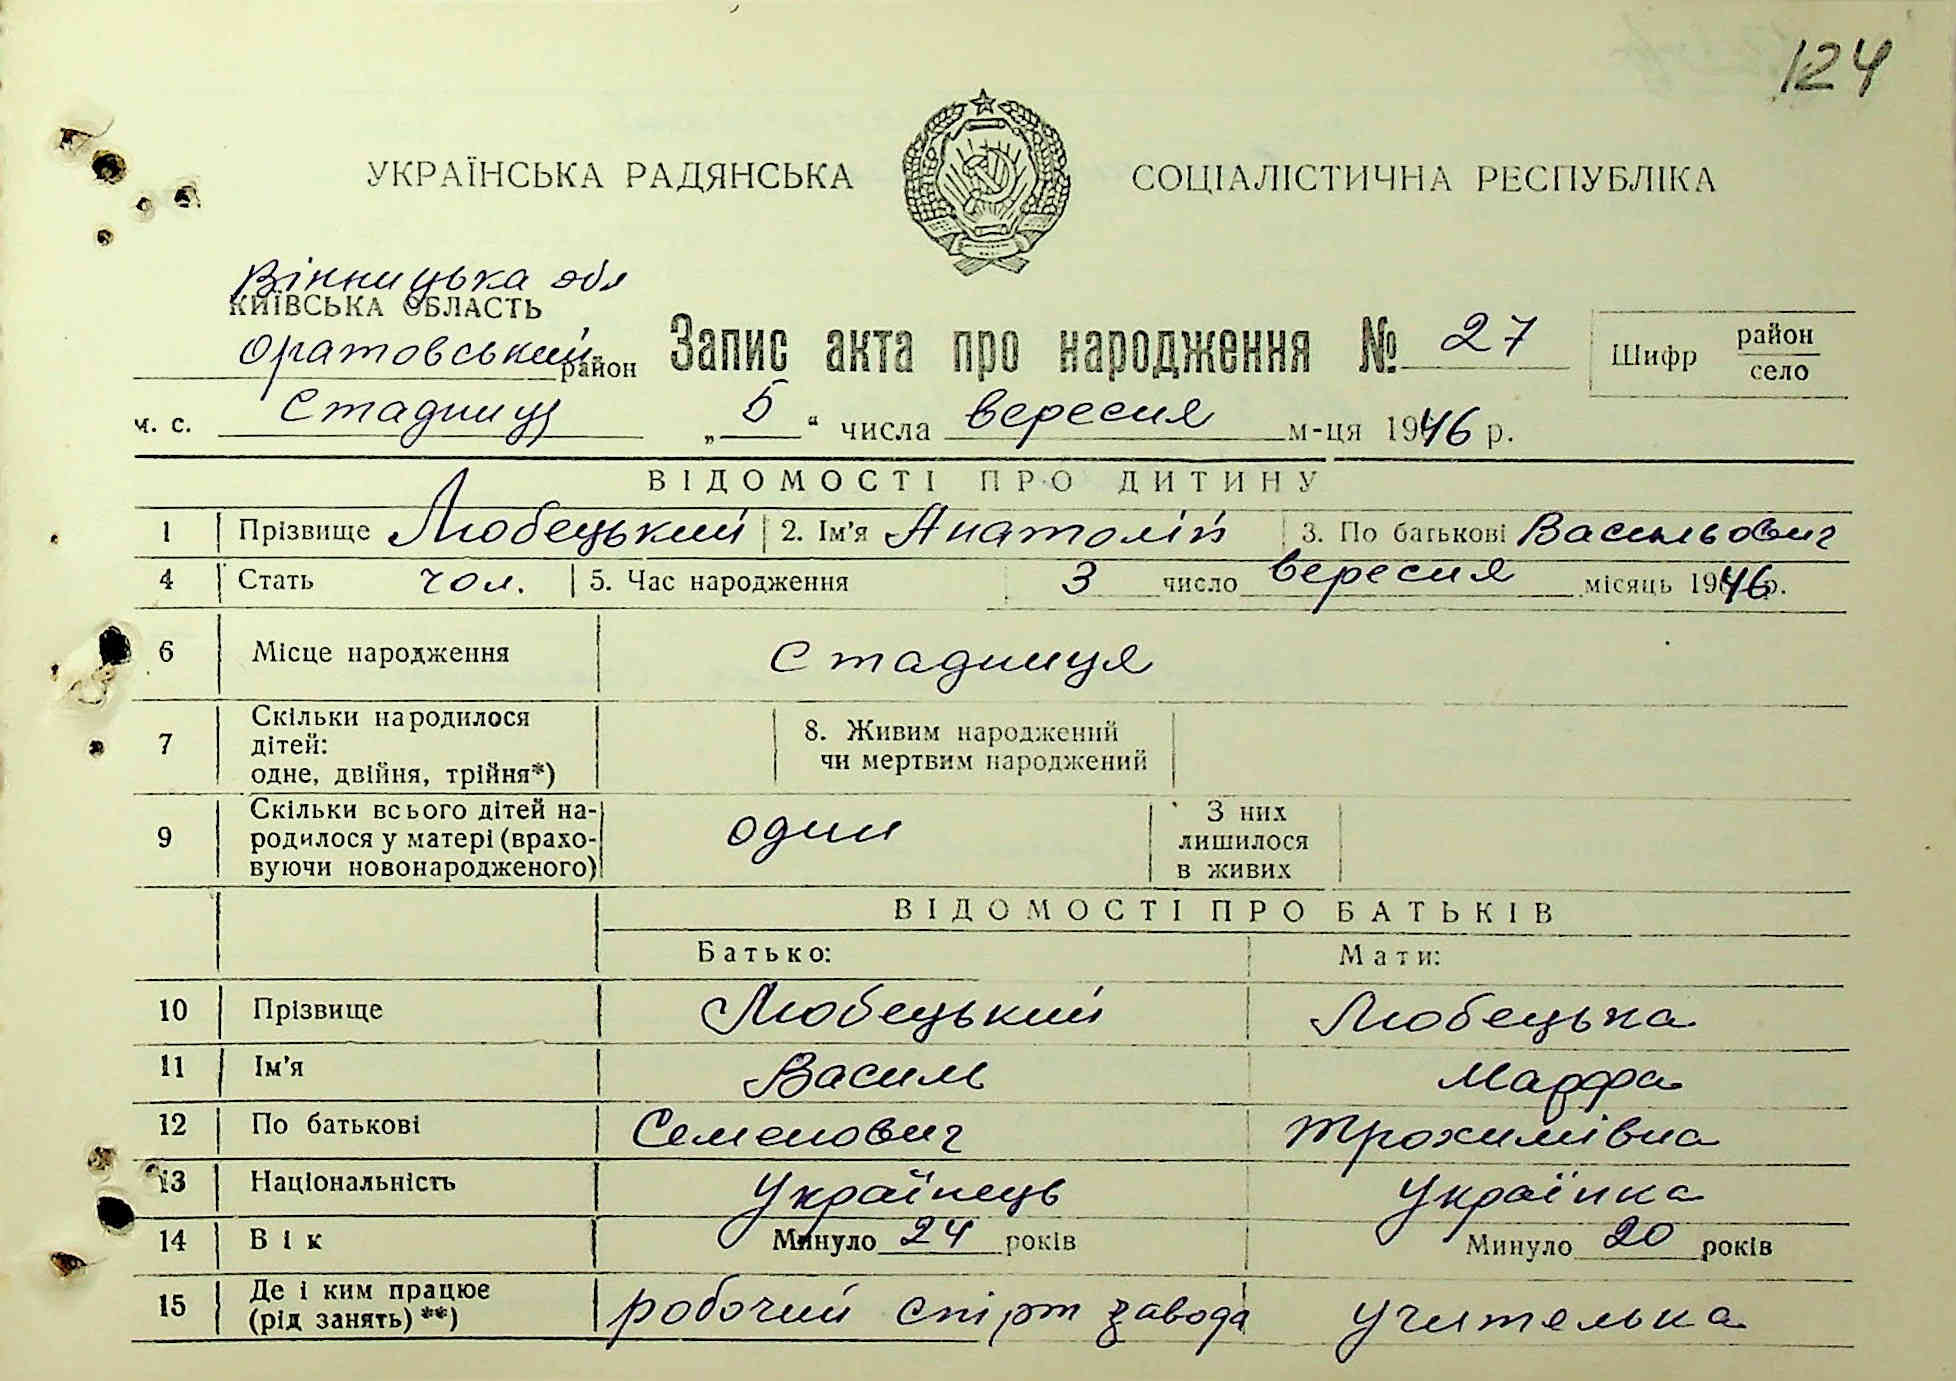 124
УКРАЇНСЬКА РАДЯНСЬКА СОЦІАЛІСТИЧНА РЕСПУБЛІКА
Вінницька обл
КИЇВСЬКА ОБЛАСТЬ
Оратовський район Запис акта про народження № 27 Шифр район село
м. с. Стадниця „5“ числа вересня м-ця 1946 р.
ВІДОМОСТІ ПРО ДИТИНУ
1 Прізвище Любецький 2. Ім'я Анатолій 3. По батькові Васильович
4 Стать чол. 5. Час народження 3 число вересня місяць 1946 р.
6 Місце народження Стадниця
7 Скільки народилося дітей: одне, двійня, трійня*) 8. Живим народжений чи мертвим народжений
9 Скільки всього дітей народилося у матері (враховуючи новонародженого) один З них лишилося в живих
ВІДОМОСТІ ПРО БАТЬКІВ
Батько: Мати:
10 Прізвище Любецький Любецька
11 Ім'я Василь Марфа
12 По батькові Семенович Трохимівна
13 Національність Українець Українка
14 Вік Минуло 24 років Минуло 20 років
15 Де і ким працює (рід занять) **) робочий спірт завода учителька